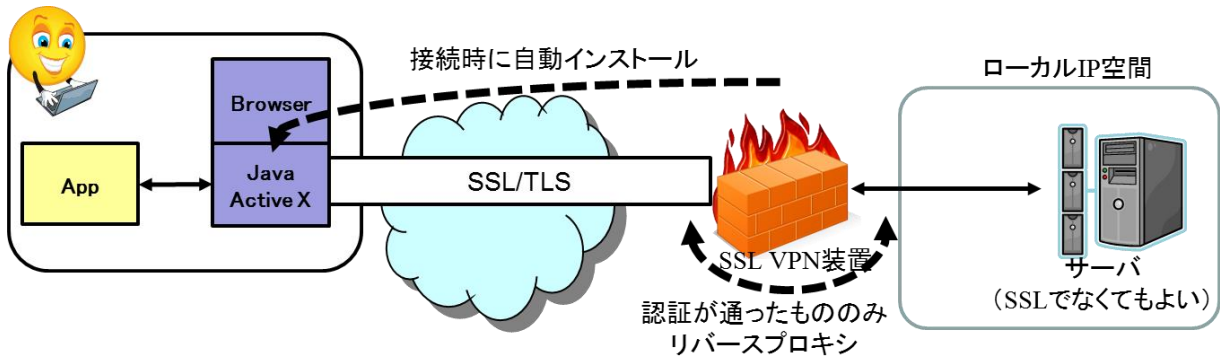 接続時に自動インストール
ローカルIP空間
Browser
App
Java
Active X
SSL/TLS
SSL VPN装置
サーバ
（SSLでなくてもよい）
認証が通ったもののみ
リバースプロキシ